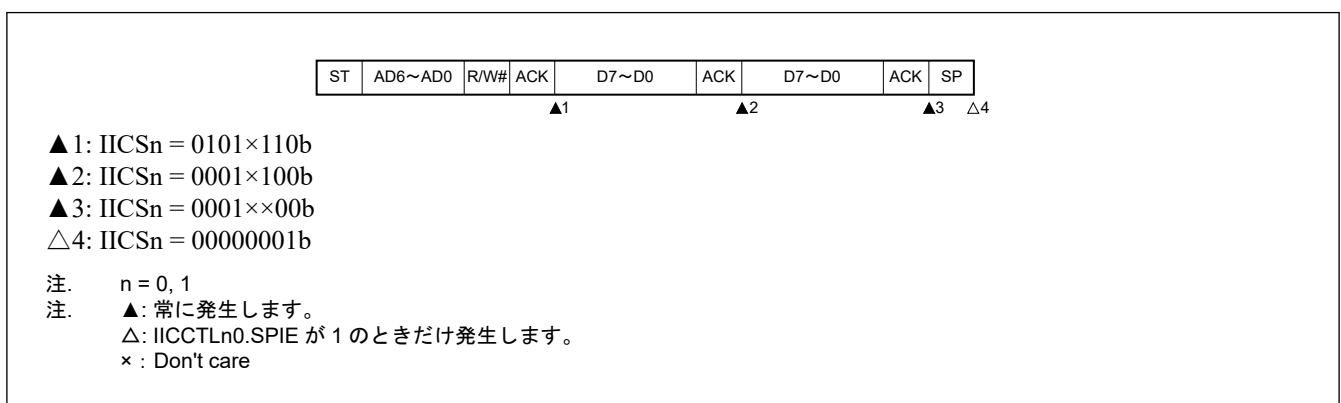 ST AD6～AD0 R/W# ACK D7～D0 ACK D7～D0 ACK SP
▲1 ▲2 ▲3 △4
▲1: IICSn = 0101×110b
▲2: IICSn = 0001×100b
▲3: IICSn = 0001××00b
△4: IICSn = 00000001b
注. n = 0, 1
注. ▲: 常に発生します。
△: IICCTLn0.SPIE が 1 のときだけ発生します。
×：Don't care